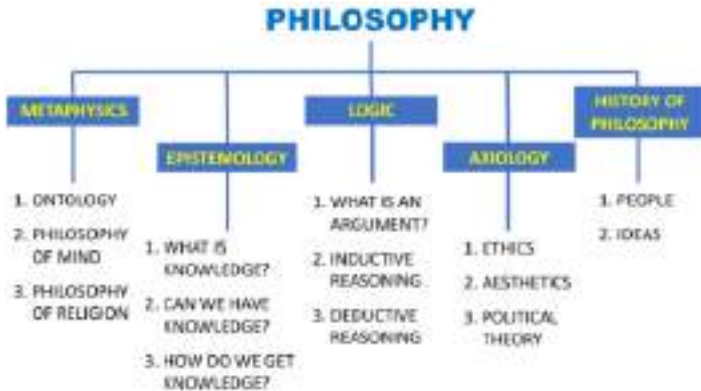 PHILOSOPHY
METAPHYSICS
1. ONTOLOGY
2. PHILOSOPHY
OF MIND
3. PHILOSOPHY
OF RELIGION
EPISTEMOLOGY
1. WHAT IS
KNOWLEDGE?
2. CAN WE HAVE
KNOWLEDGE?
3. HOW DO WE GET
KNOWLEDGE?
LOGIC
1. WHAT IS AN
ARGUMENT?
2. INDUCTIVE
REASONING
3. DEDUCTIVE
REASONING
AXIOLOGY
1. ETHICS
2. AESTHETICS
3. POLITICAL
THEORY
HISTORY OF
PHILOSOPHY
1. PEOPLE
2. IDEAS